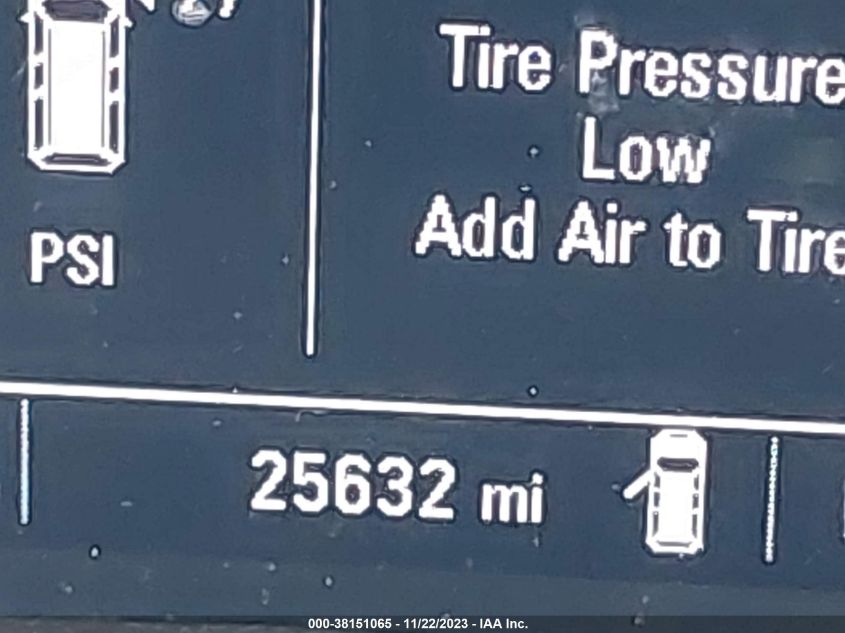 Tire Pressure
Low
Add Air to Tire
PSI
25632 mi
000-38151065 - 11/22/2023 - IAA Inc.